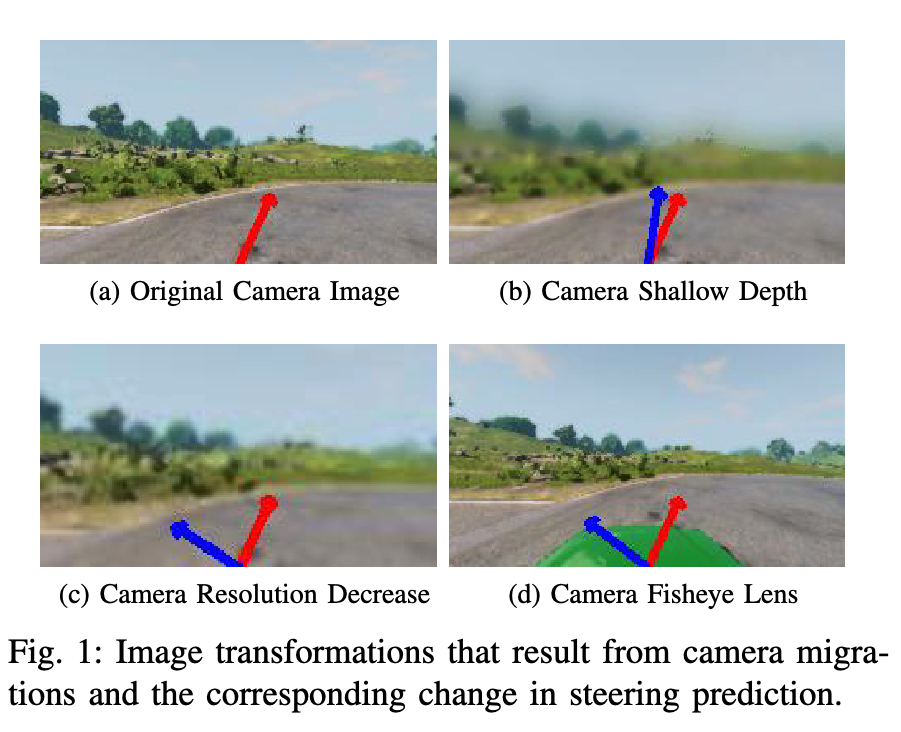 (a) Original Camera Image
(b) Camera Shallow Depth
(c) Camera Resolution Decrease
(d) Camera Fisheye Lens
Fig. 1: Image transformations that result from camera migra-
tions and the corresponding change in steering prediction.